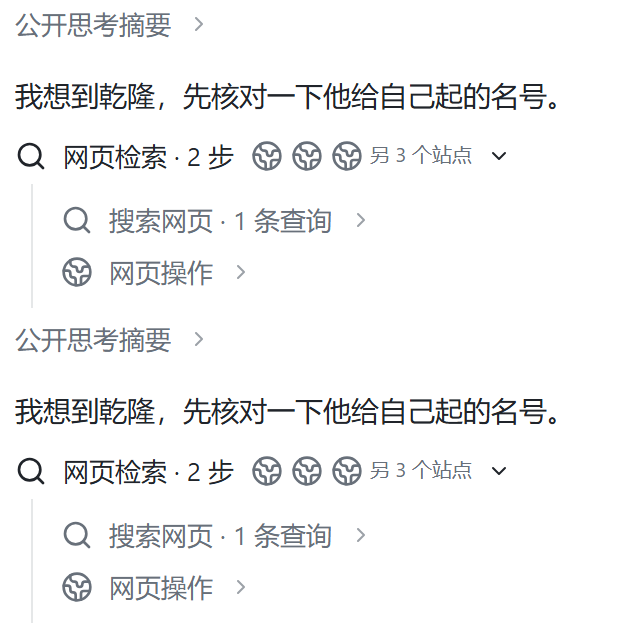 公开思考摘要
我想到乾隆，先核对一下他给自己起的名号。
网页检索 · 2 步 另 3 个站点
搜索网页 · 1 条查询
网页操作
公开思考摘要
我想到乾隆，先核对一下他给自己起的名号。
网页检索 · 2 步 另 3 个站点
搜索网页 · 1 条查询
网页操作